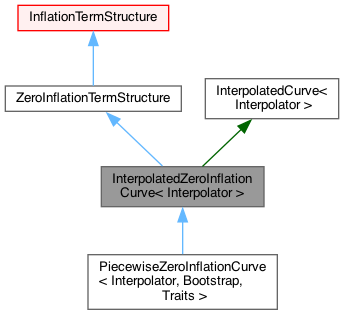 InflationTermStructure
ZeroInflationTermStructure
InterpolatedCurve<
Interpolator >
InterpolatedZeroInflation
Curve< Interpolator >
PiecewiseZeroInflationCurve
< Interpolator, Bootstrap,
Traits >